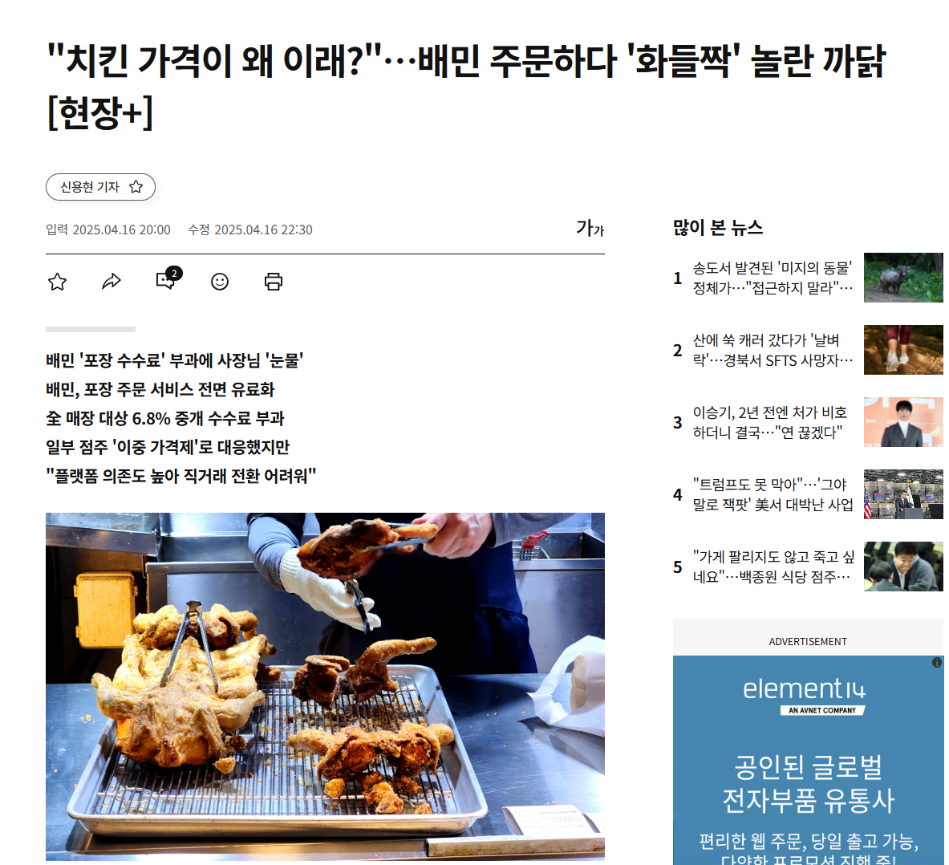 "치킨 가격이 왜 이래?"…배민 주문하다 '화들짝' 놀란 까닭
[현장+]
신용현 기자
입력 2025.04.16 20:00 수정 2025.04.16 22:30
가가
2
배민 '포장 수수료' 부과에 사장님 '눈물'
배민, 포장 주문 서비스 전면 유료화
全 매장 대상 6.8% 중개 수수료 부과
일부 점주 '이중 가격제'로 대응했지만
"플랫폼 의존도 높아 직거래 전환 어려워"
많이 본 뉴스
1 송도서 발견된 '미지의 동물'
정체가…"접근하지 말라"…
2 산에 쑥 캐러 갔다가 '날벼
락'…경북서 SFTS 사망자…
3 이승기, 2년 전엔 처가 비호
하더니 결국…"연 끊겠다"
4 "트럼프도 못 막아"…'그야
말로 잭팟' 美서 대박난 사업
5 "가게 팔리지도 않고 죽고 싶
네요"…백종원 식당 점주…
ADVERTISEMENT
element14
AN AVNET COMPANY
공인된 글로벌
전자부품 유통사
편리한 웹 주문, 당일 출고 가능,
다양한 프로모션 진행 중!